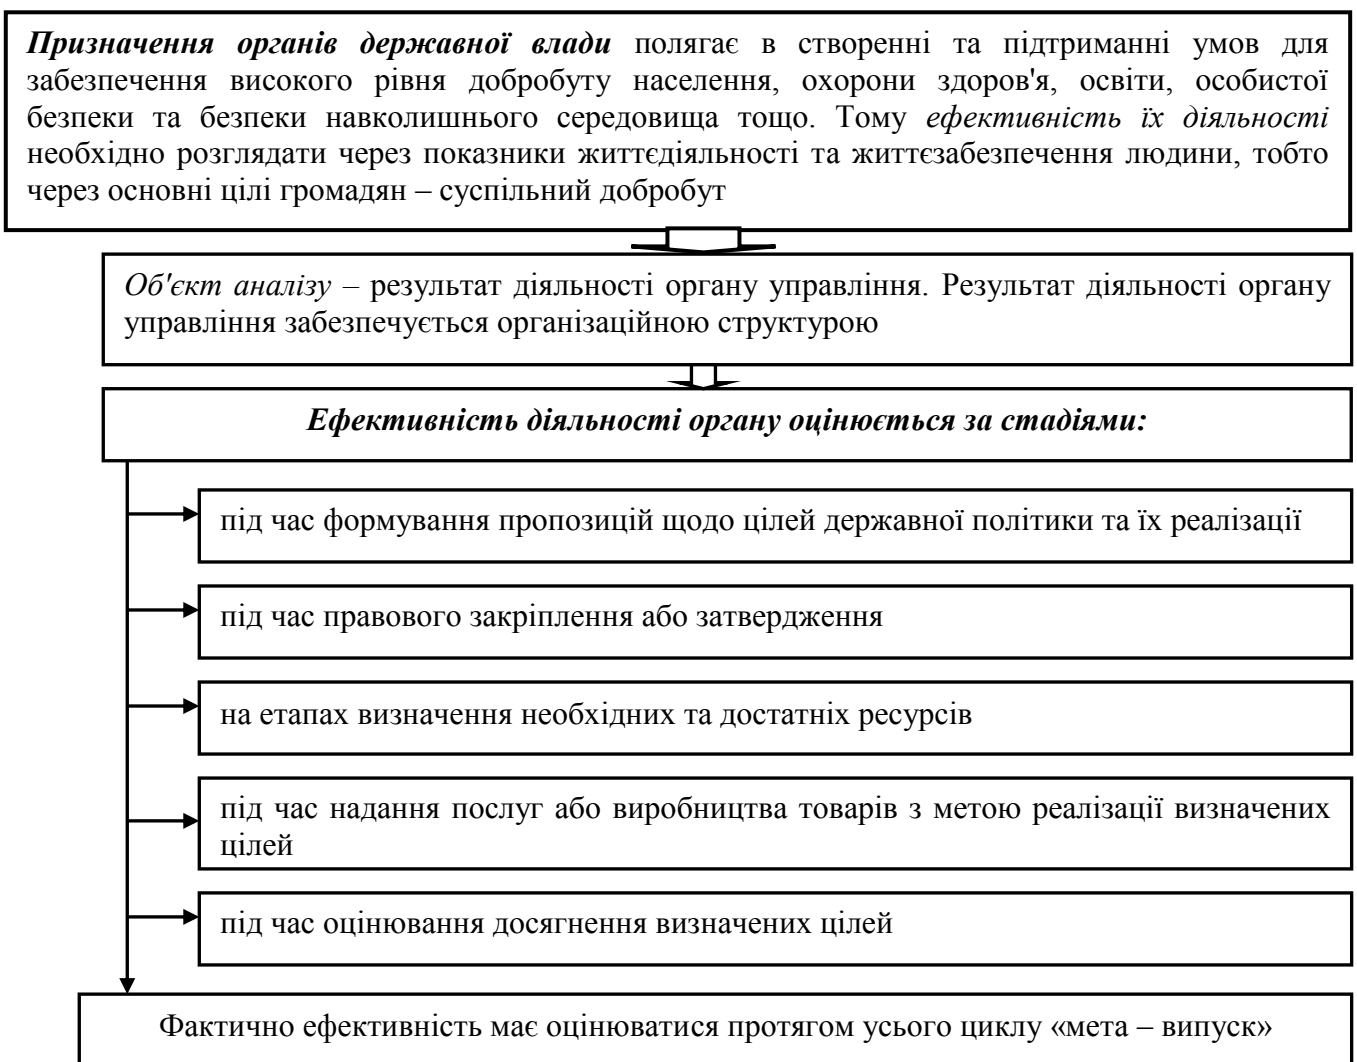 Призначення органів державної влади полягає в створенні та підтриманні умов для
забезпечення високого рівня добробуту населення, охорони здоров'я, освіти, особистої
безпеки та безпеки навколишнього середовища тощо. Тому ефективність їх діяльності
необхідно розглядати через показники життєдіяльності та життєзабезпечення людини, тобто
через основні цілі громадян – суспільний добробут
Об'єкт аналізу – результат діяльності органу управління. Результат діяльності органу
управління забезпечується організаційною структурою
Ефективність діяльності органу оцінюється за стадіями:
під час формування пропозицій щодо цілей державної політики та їх реалізації
під час правового закріплення або затвердження
на етапах визначення необхідних та достатніх ресурсів
під час надання послуг або виробництва товарів з метою реалізації визначених
цілей
під час оцінювання досягнення визначених цілей
Фактично ефективність має оцінюватися протягом усього циклу «мета – випуск»